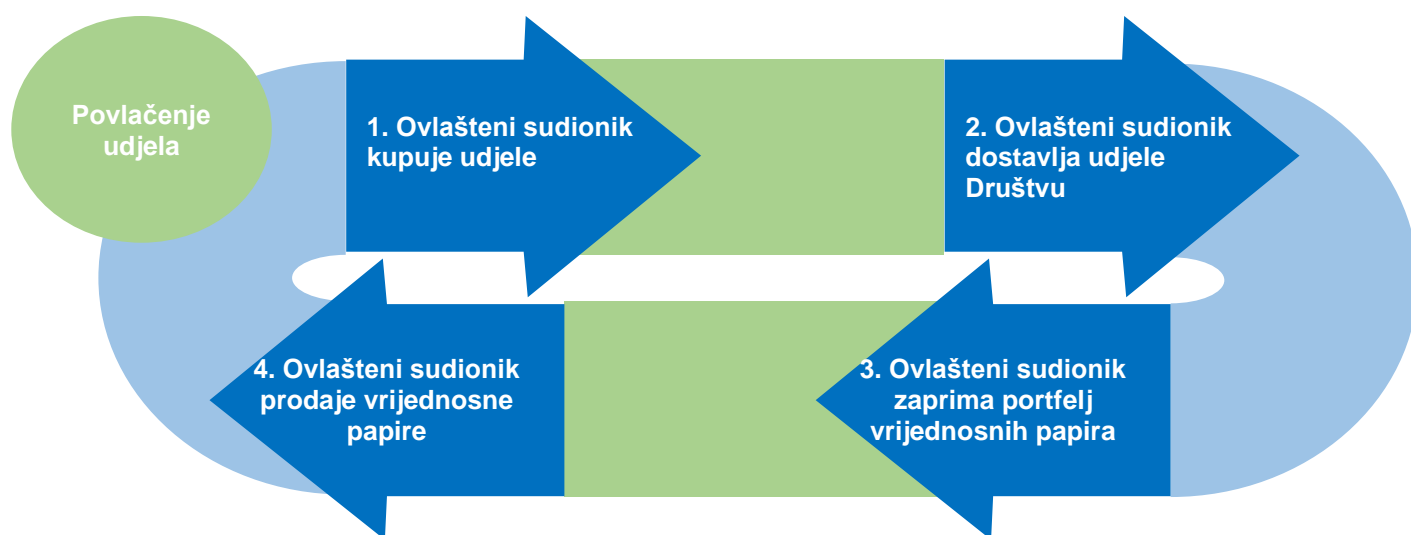 Povlačenje
udjela
1. Ovlašteni sudionik
kupuje udjele
2. Ovlašteni sudionik
dostavlja udjele
Društvu
3. Ovlašteni sudionik
zaprima portfelj
vrijednosnih papira
4. Ovlašteni sudionik
prodaje vrijednosne
papire